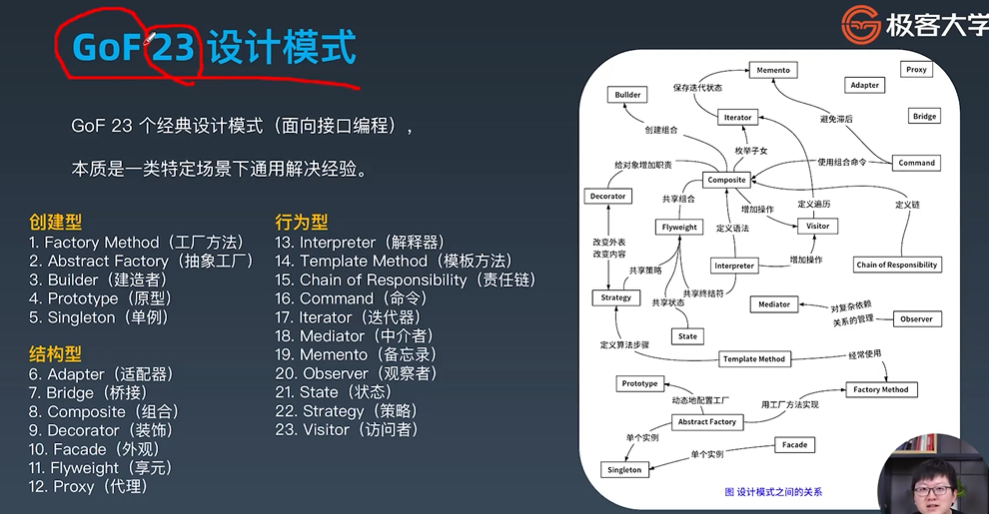 GoF 23 设计模式
极客大学
GoF 23 个经典设计模式（面向接口编程），
本质是一类特定场景下通用解决经验。
创建型
1. Factory Method（工厂方法）
2. Abstract Factory（抽象工厂）
3. Builder（建造者）
4. Prototype（原型）
5. Singleton（单例）
结构型
6. Adapter（适配器）
7. Bridge（桥接）
8. Composite（组合）
9. Decorator（装饰）
10. Facade（外观）
11. Flyweight（享元）
12. Proxy（代理）
行为型
13. Interpreter（解释器）
14. Template Method（模板方法）
15. Chain of Responsibility（责任链）
16. Command（命令）
17. Iterator（迭代器）
18. Mediator（中介者）
19. Memento（备忘录）
20. Observer（观察者）
21. State（状态）
22. Strategy（策略）
23. Visitor（访问者）
Memento
Proxy
Adapter
保存迭代状态
Builder
Iterator
Bridge
避免滞后
创建组合
枚举子女
给对象增加职责
使用组合命令
Command
Composite
Decorator
共享组合
增加操作
定义遍历
定义链
Flyweight
定义语法
Visitor
改变外表
改变内容
共享策略
Interpreter
增加操作
Chain of Responsibility
Strategy
共享状态
共享终结符
Mediator
对复杂依赖
关系的管理
Observer
State
定义算法步骤
Template Method
经常使用
Prototype
Factory Method
动态地配置工厂
用工厂方法实现
Abstract Factory
单个实例
Facade
单个实例
Singleton
图 设计模式之间的关系